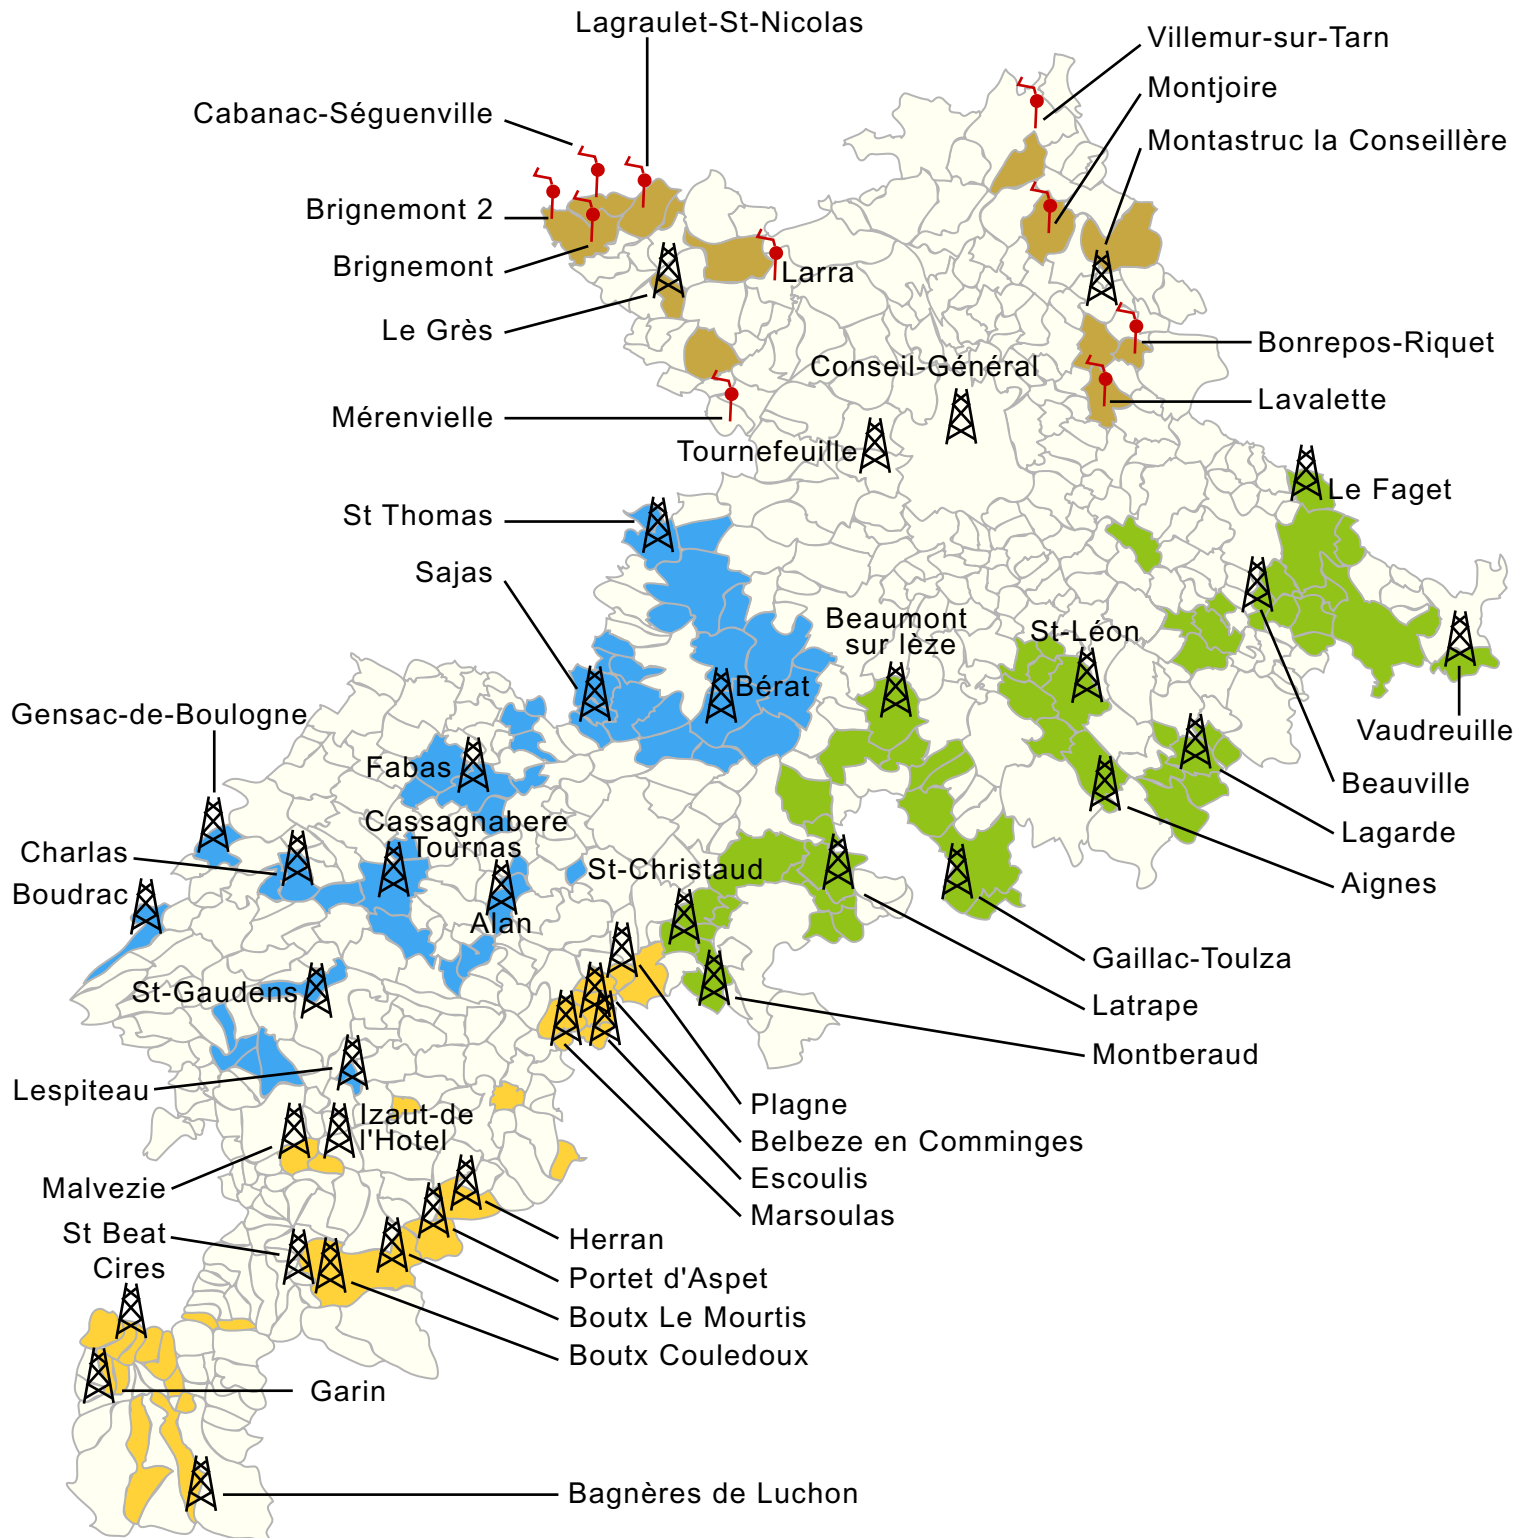 Lagraulet-St-Nicolas
Villemur-sur-Tarn
Montjoire
Cabanac-Séguenville
Montastruc la Conseillère
Brignemont 2
Brignemont
Larra
Le Grès
Bonrepos-Riquet
Conseil-Général
Lavalette
Mérenvielle
Tournefeuille
Le Faget
St Thomas
Sajas
Beaumont
sur lèze
St-Léon
Bérat
Gensac-de-Boulogne
Vaudreuille
Fabas
Beauville
Cassagnabere
Tournas
Lagarde
Charlas
St-Christaud
Aignes
Boudrac
Alan
Gaillac-Toulza
St-Gaudens
Latrape
Montberaud
Lespiteau
Plagne
Izaut-de
l'Hotel
Belbeze en Comminges
Escoulis
Malvezie
Marsoulas
St Beat
Herran
Cires
Portet d'Aspet
Boutx Le Mourtis
Boutx Couledoux
Garin
Bagnères de Luchon